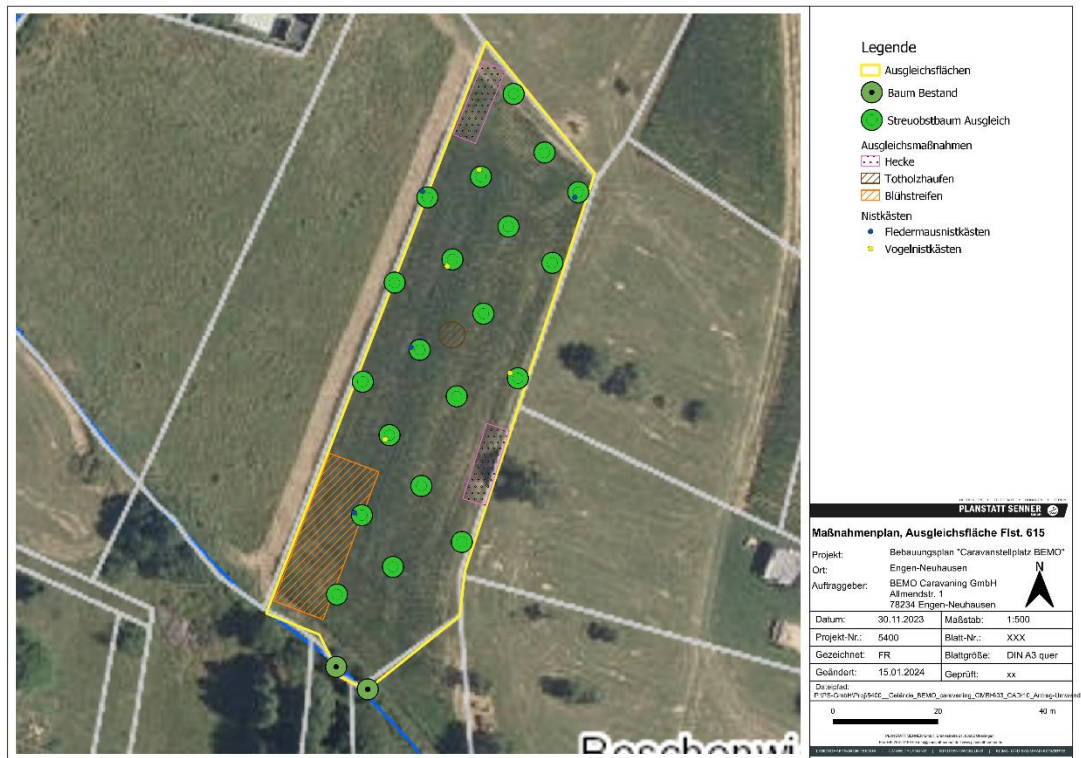 Legende
Ausgleichsflächen
Baum Bestand
Streuobstbaum Ausgleich
Ausgleichsmaßnahmen
Hecke
Totholzhaufen
Blühstreifen
Nistkästen
Fledermausnistkästen
Vogelnistkästen
PLANSTATT SENNER
Maßnahmenplan, Ausgleichsfläche Flst. 615
Projekt: Bebauungsplan "Caravanstellplatz BEMO"
Ort: Engen-Neuhausen
Auftraggeber: BEMO Caravaning GmbH
Allmendstr. 1
78234 Engen-Neuhausen
N
Datum: 30.11.2023 Maßstab: 1:500
Projekt-Nr.: 5400 Blatt-Nr.: XXX
Gezeichnet: FR Blattgröße: DIN A3 quer
Geändert: 15.01.2024 Geprüft: xx
Dateipfad:
0 20 40 m